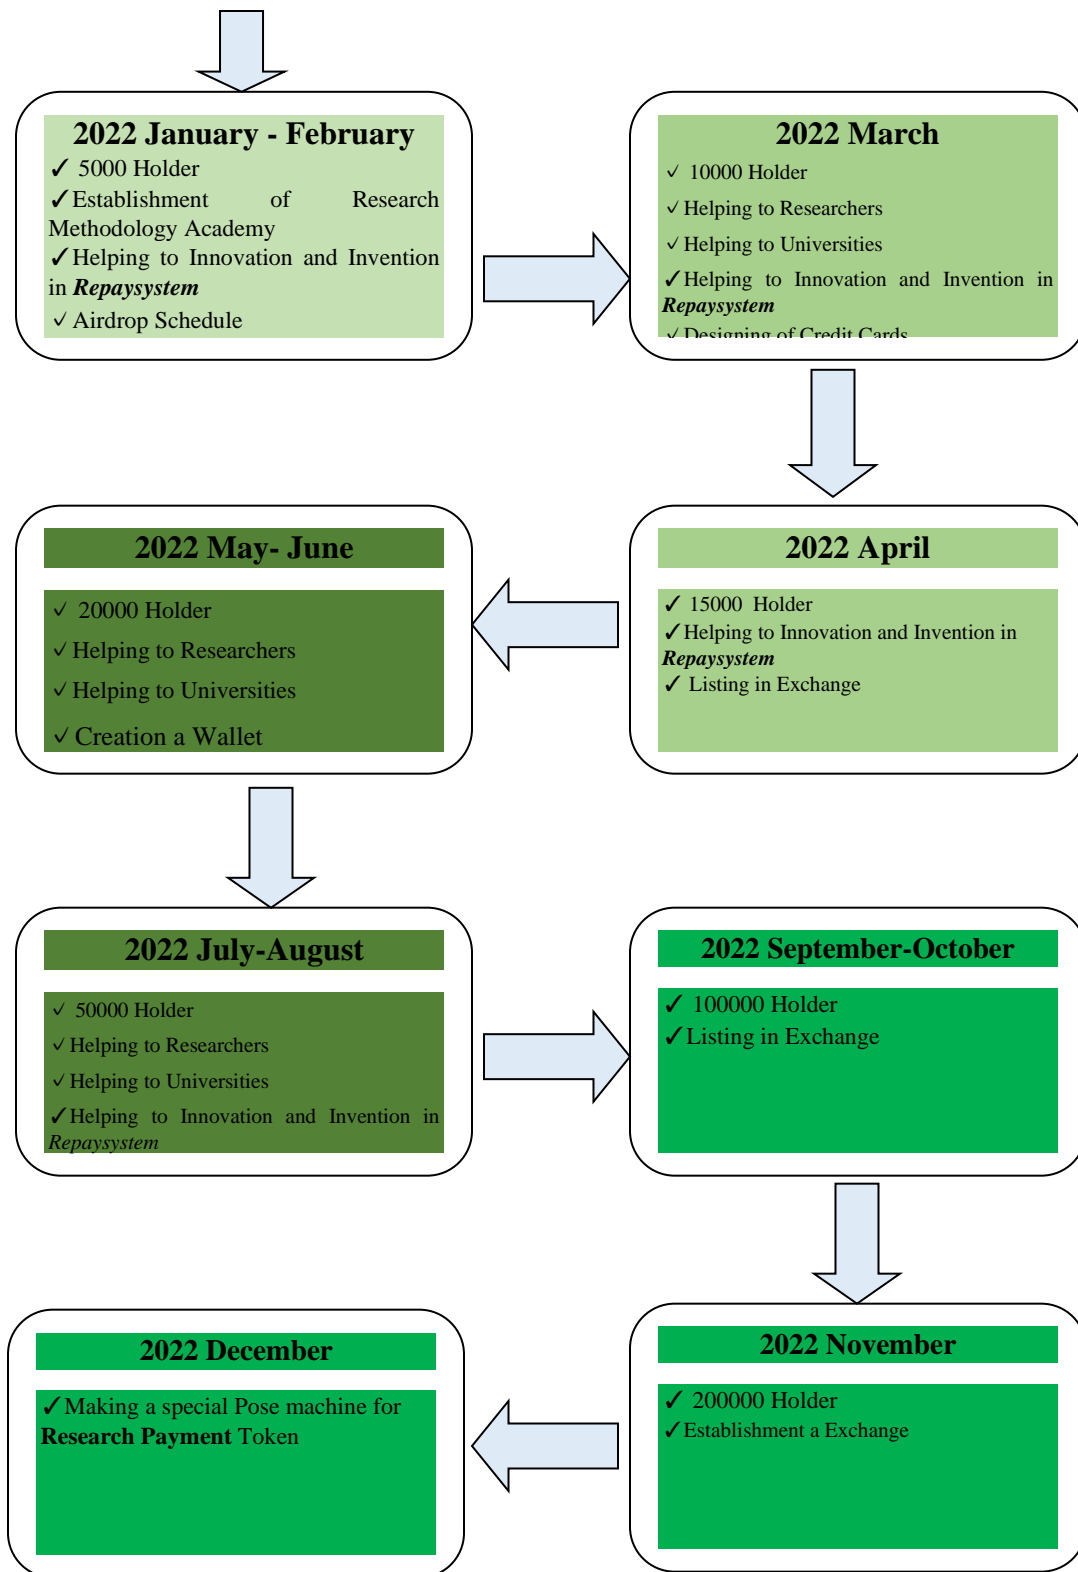 2022 January - February
✓ 5000 Holder
✓Establishment of Research
Methodology Academy
✓Helping to Innovation and Invention
in Repaysystem
✓ Airdrop Schedule
2022 March
✓ 10000 Holder
✓Helping to Researchers
✓Helping to Universities
✓Helping to Innovation and Invention in
Repaysystem
✓Designing of Credit Cards
2022 April
✓ 15000 Holder
✓Helping to Innovation and Invention in
Repaysystem
✓ Listing in Exchange
2022 May- June
✓ 20000 Holder
✓Helping to Researchers
✓Helping to Universities
✓Creation a Wallet
2022 July-August
✓ 50000 Holder
✓Helping to Researchers
✓Helping to Universities
✓Helping to Innovation and Invention in
Repaysystem
2022 September-October
✓ 100000 Holder
✓Listing in Exchange
2022 November
✓ 200000 Holder
✓Establishment a Exchange
2022 December
✓Making a special Pose machine for
Research Payment Token